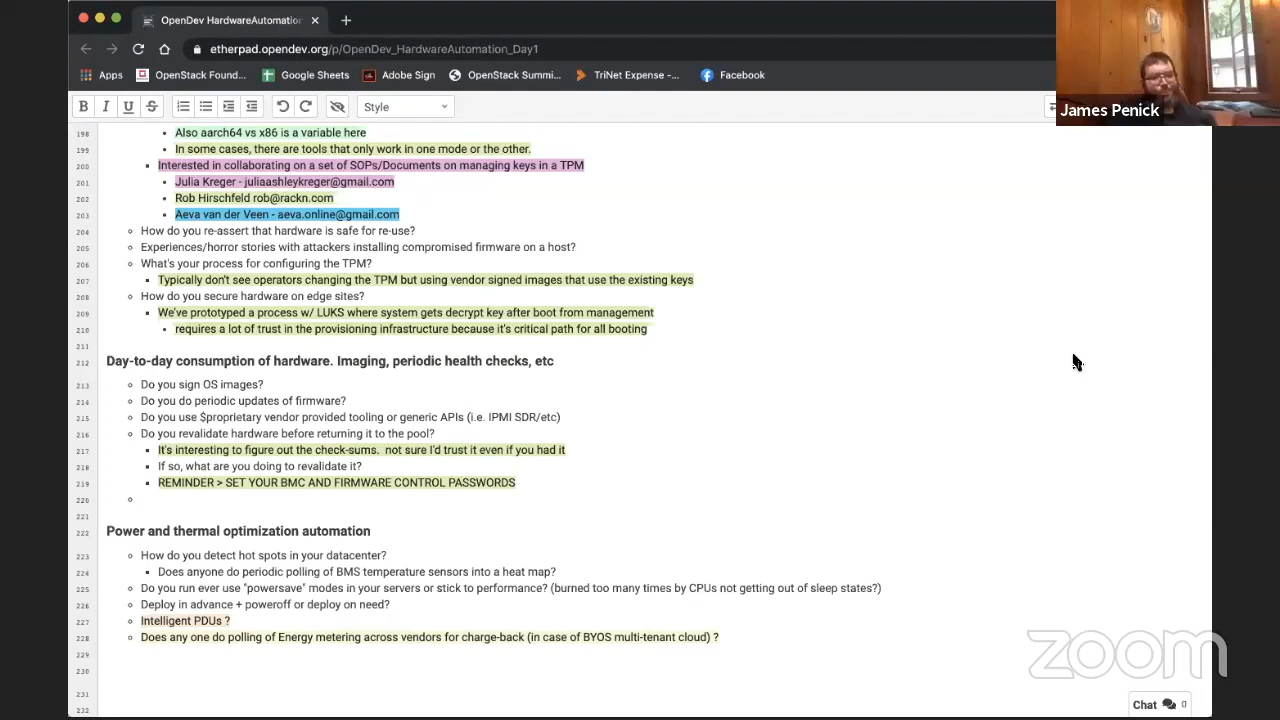 OpenDev HardwareAutomation
etherpad.opendev.org/p/OpenDev_HardwareAutomation_Day1
Apps OpenStack Found... Google Sheets Adobe Sign OpenStack Summi... TriNet Expense -... Facebook
James Penick
B I U S Style
198 Also aarch64 vs x86 is a variable here
199 In some cases, there are tools that only work in one mode or the other.
200 Interested in collaborating on a set of SOPs/Documents on managing keys in a TPM
201 Julia Kreger - juliaashleykreger@gmail.com
202 Rob Hirschfeld rob@rackn.com
203 Aeva van der Veen - aeva.online@gmail.com
204 How do you re-assert that hardware is safe for re-use?
205 Experiences/horror stories with attackers installing compromised firmware on a host?
206 What's your process for configuring the TPM?
207 Typically don't see operators changing the TPM but using vendor signed images that use the existing keys
208 How do you secure hardware on edge sites?
209 We've prototyped a process w/ LUKS where system gets decrypt key after boot from management
210 requires a lot of trust in the provisioning infrastructure because it's critical path for all booting
211
212 Day-to-day consumption of hardware. Imaging, periodic health checks, etc
213 Do you sign OS images?
214 Do you do periodic updates of firmware?
215 Do you use $proprietary vendor provided tooling or generic APIs (i.e. IPMI SDR/etc)
216 Do you revalidate hardware before returning it to the pool?
217 It's interesting to figure out the check-sums. not sure I'd trust it even if you had it
218 If so, what are you doing to revalidate it?
219 REMINDER > SET YOUR BMC AND FIRMWARE CONTROL PASSWORDS
220
221
222 Power and thermal optimization automation
223 How do you detect hot spots in your datacenter?
224 Does anyone do periodic polling of BMS temperature sensors into a heat map?
225 Do you run ever use "powersave" modes in your servers or stick to performance? (burned too many times by CPUs not getting out of sleep states?)
226 Deploy in advance + poweroff or deploy on need?
227 Intelligent PDUs ?
228 Does any one do polling of Energy metering across vendors for charge-back (in case of BYOS multi-tenant cloud) ?
229
230
231
232
zoom
Chat 0